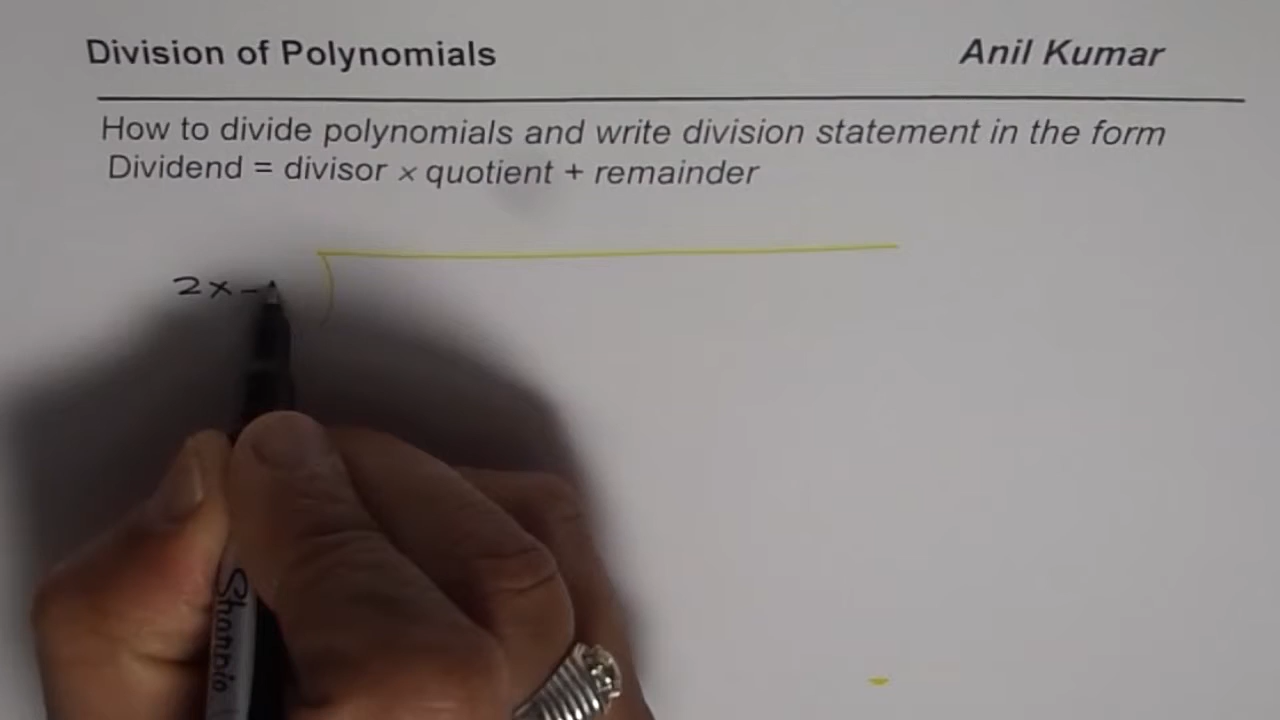 Division of Polynomials Anil Kumar
How to divide polynomials and write division statement in the form
Dividend = divisor × quotient + remainder
2x -
Sharpie